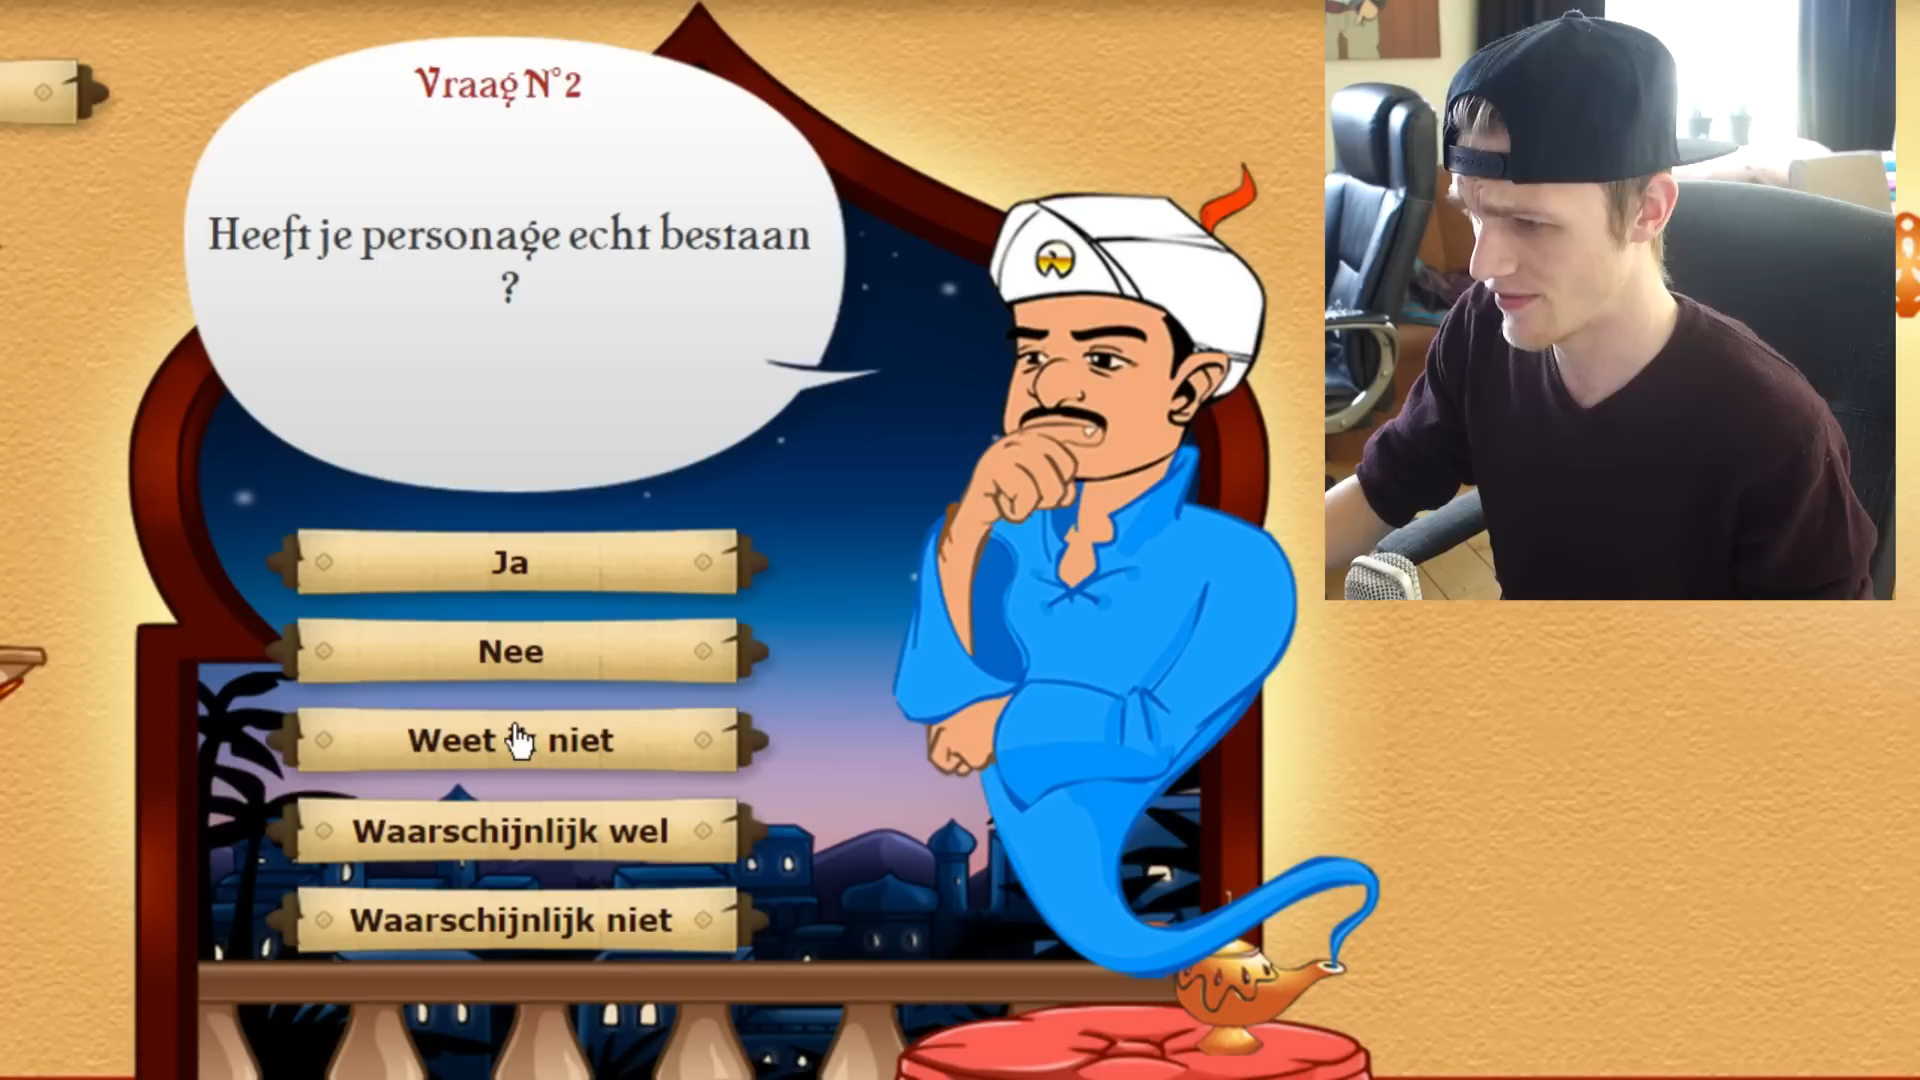 Vraag N°2
Heeft je personage echt bestaan
?
Ja
Nee
Weet niet
Waarschijnlijk wel
Waarschijnlijk niet